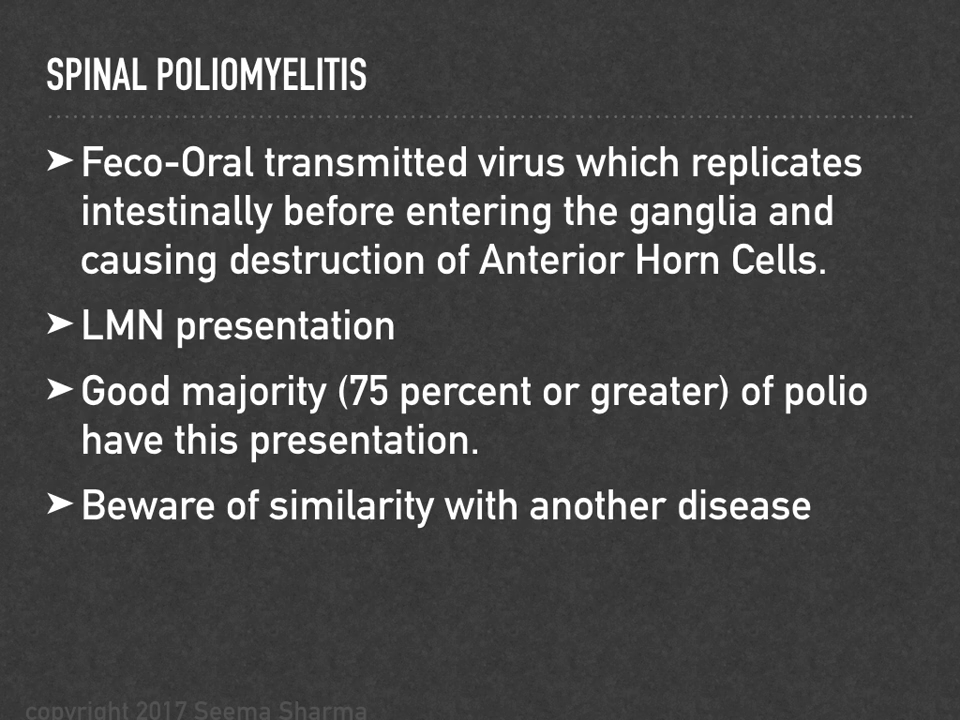 SPINAL POLIOMYELITIS
➤ Feco-Oral transmitted virus which replicates
intestinally before entering the ganglia and
causing destruction of Anterior Horn Cells.
➤ LMN presentation
➤ Good majority (75 percent or greater) of polio
have this presentation.
➤ Beware of similarity with another disease
copyright 2017 Seema Sharma